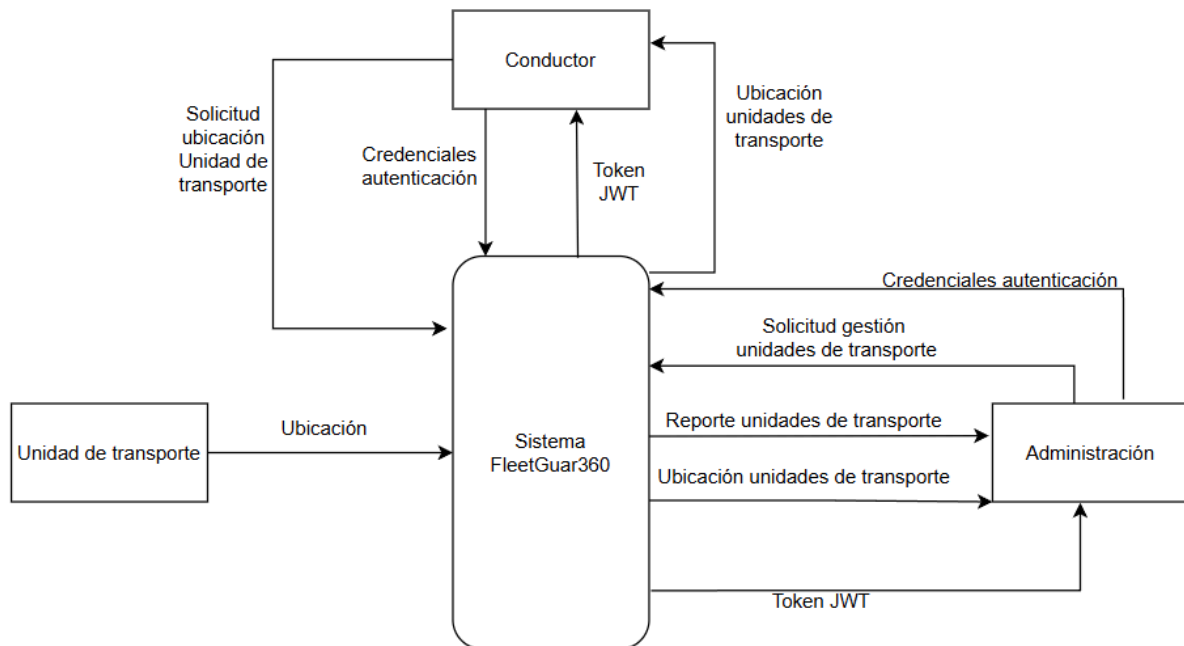 Conductor
Solicitud
ubicación
Unidad de
transporte
Credenciales
autenticación
Token
JWT
Ubicación
unidades de
transporte
Credenciales autenticación
Solicitud gestión
unidades de transporte
Unidad de transporte
Ubicación
Sistema
FleetGuar360
Reporte unidades de transporte
Ubicación unidades de transporte
Administración
Token JWT